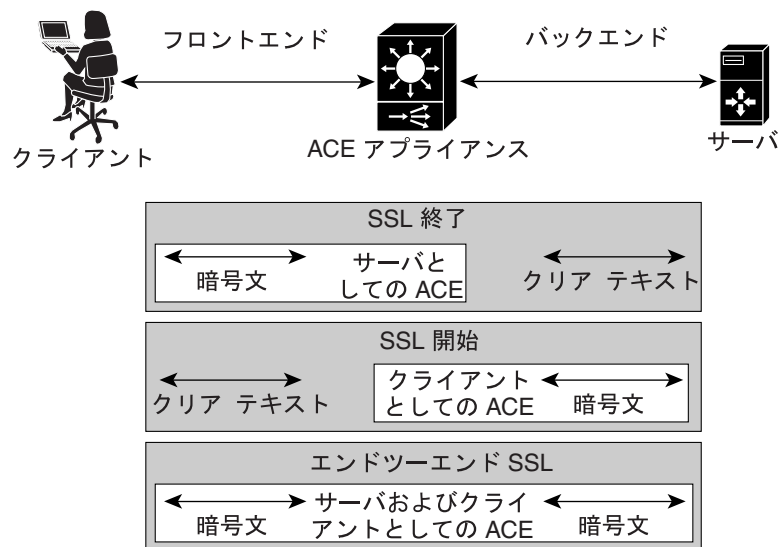 フロントエンド
バックエンド
クライアント
ACE アプライアンス
サーバ
SSL 終了
暗号文
サーバと
しての ACE
クリア テキスト
SSL 開始
クリア テキスト
クライアント
としての ACE
暗号文
エンドツーエンド SSL
暗号文
サーバおよびクライ
アントとしての ACE
暗号文